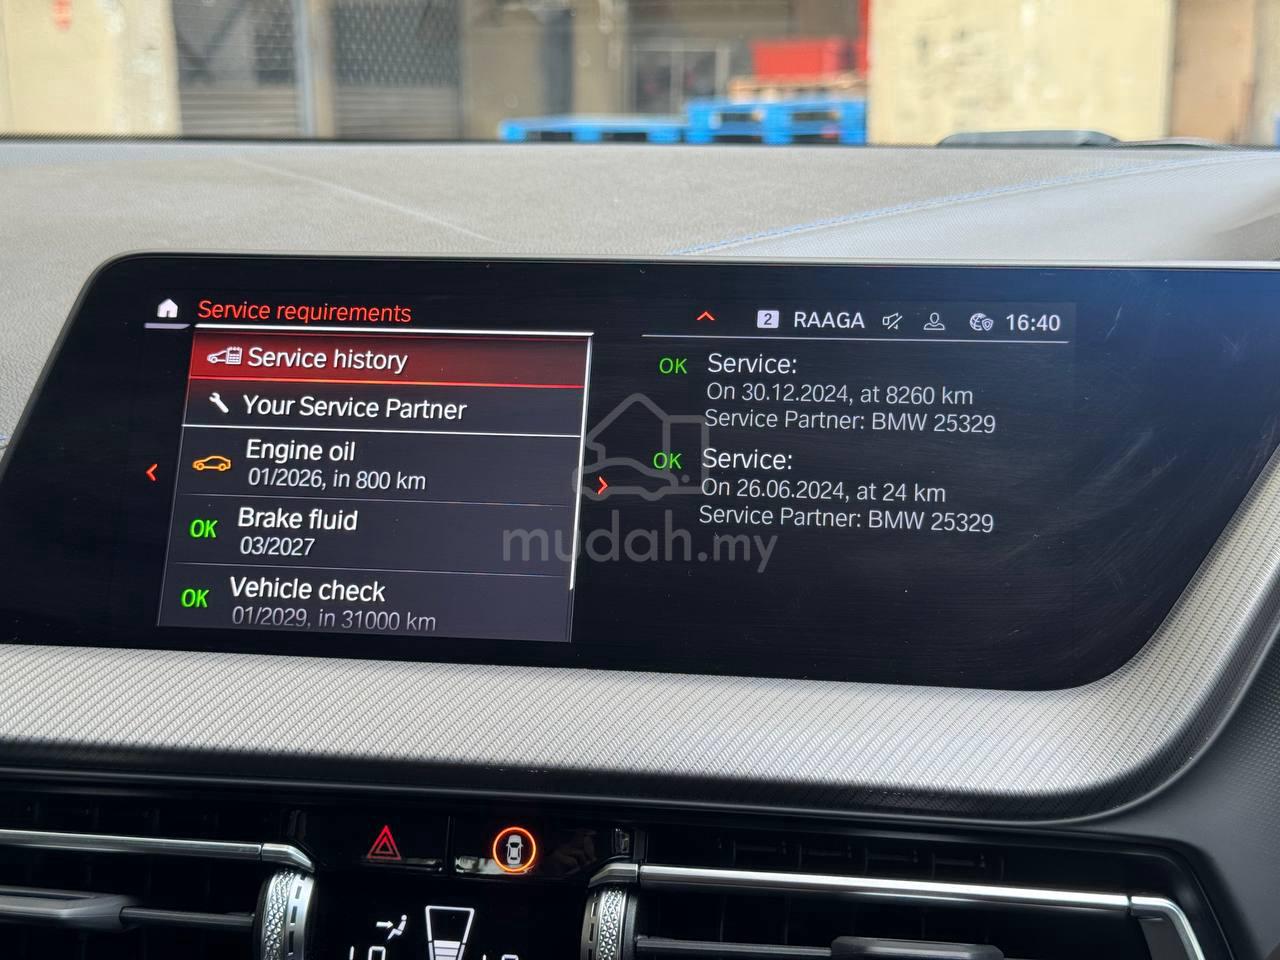 Service requirements
2 RAAGA 16:40
Service history
Your Service Partner
Engine oil
01/2026, in 800 km
OK Brake fluid
03/2027
OK Vehicle check
01/2029, in 31000 km
OK Service:
On 30.12.2024, at 8260 km
Service Partner: BMW 25329
OK Service:
On 26.06.2024, at 24 km
Service Partner: BMW 25329
mudah.my
LO
LO